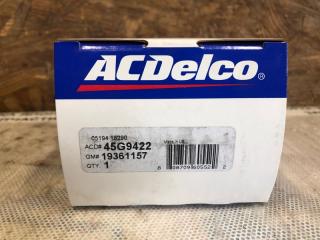 ACDelco®
05194 18290
ACD# 45G9422
GM# 19361157
QTY. 1